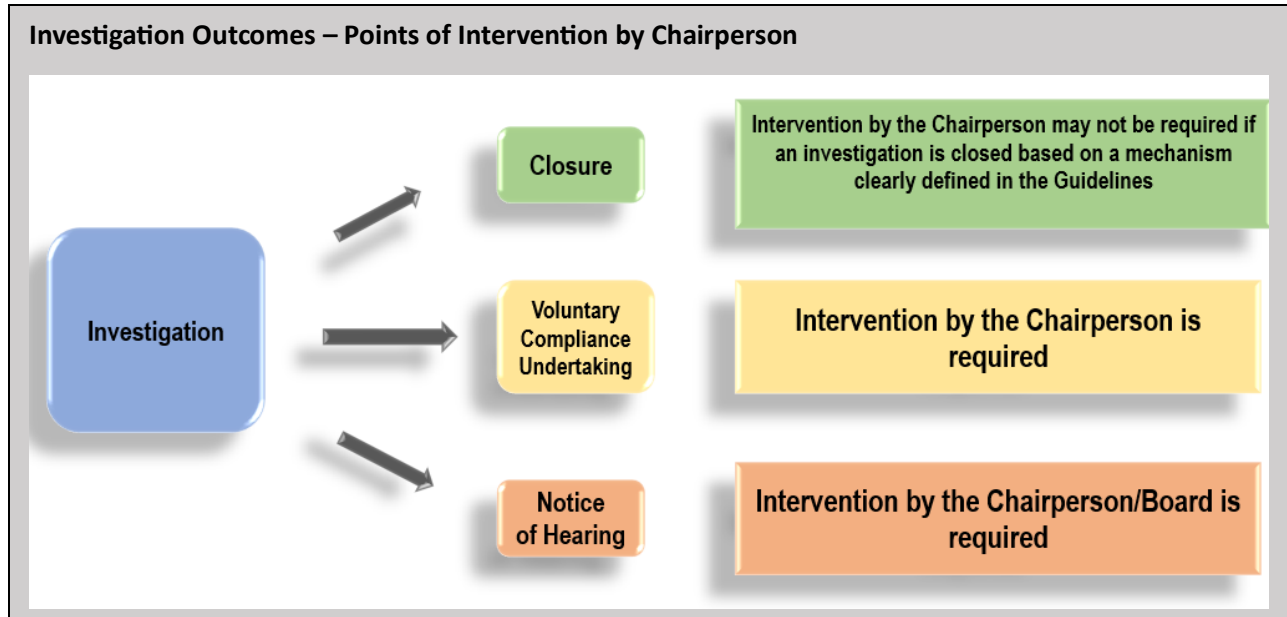 Investigation Outcomes – Points of Intervention by Chairperson
Closure
Intervention by the Chairperson may not be required if
an investigation is closed based on a mechanism
clearly defined in the Guidelines
Investigation
Voluntary
Compliance
Undertaking
Intervention by the Chairperson is
required
Notice
of Hearing
Intervention by the Chairperson/Board is
required